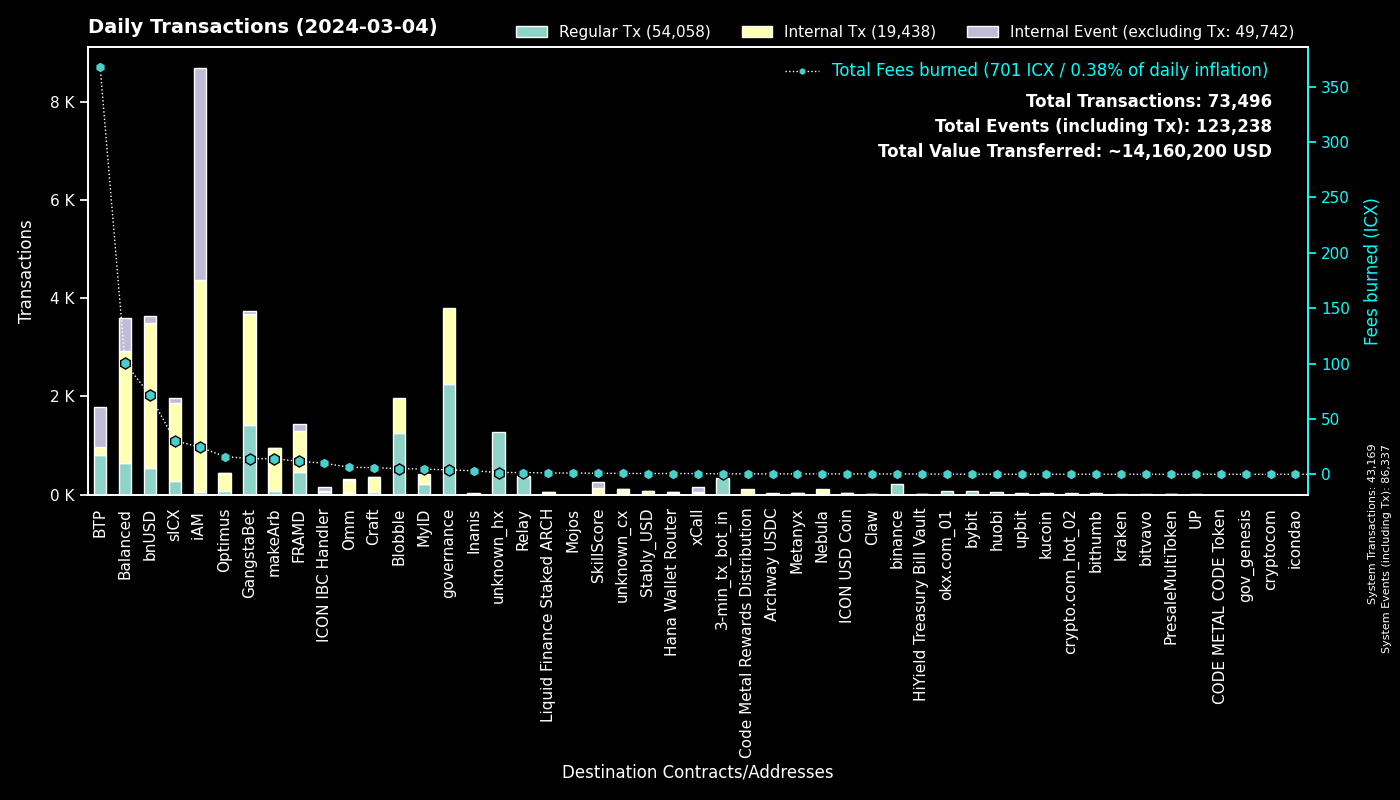 Daily Transactions (2024-03-04)
Regular Tx (54,058)
Internal Tx (19,438)
Internal Event (excluding Tx: 49,742)
Total Fees burned (701 ICX / 0.38% of daily inflation)
Total Transactions: 73,496
Total Events (including Tx): 123,238
Total Value Transferred: ~14,160,200 USD
Transactions
8 K
6 K
4 K
2 K
0 K
350
300
250
200
150
100
50
0
Fees burned (ICX)
BTP
Balanced
bnUSD
sICX
iAM
Optimus
GangstaBet
makeArb
FRAMD
ICON IBC Handler
Omm
Craft
Blobble
MyID
governance
Inanis
unknown_hx
Relay
Liquid Finance Staked ARCH
Mojos
SkillScore
unknown_cx
Stably_USD
Hana Wallet Router
xCall
3-min_tx_bot_in
Code Metal Rewards Distribution
Archway USDC
Metanyx
Nebula
ICON USD Coin
Claw
binance
HiYield Treasury Bill Vault
okx.com_01
bybit
huobi
upbit
kucoin
crypto.com_hot_02
bithumb
kraken
bitvavo
PresaleMultiToken
UP
CODE METAL CODE Token
gov_genesis
cryptocom
icondao
Destination Contracts/Addresses
System Transactions: 43,169
System Events (including Tx): 86,337